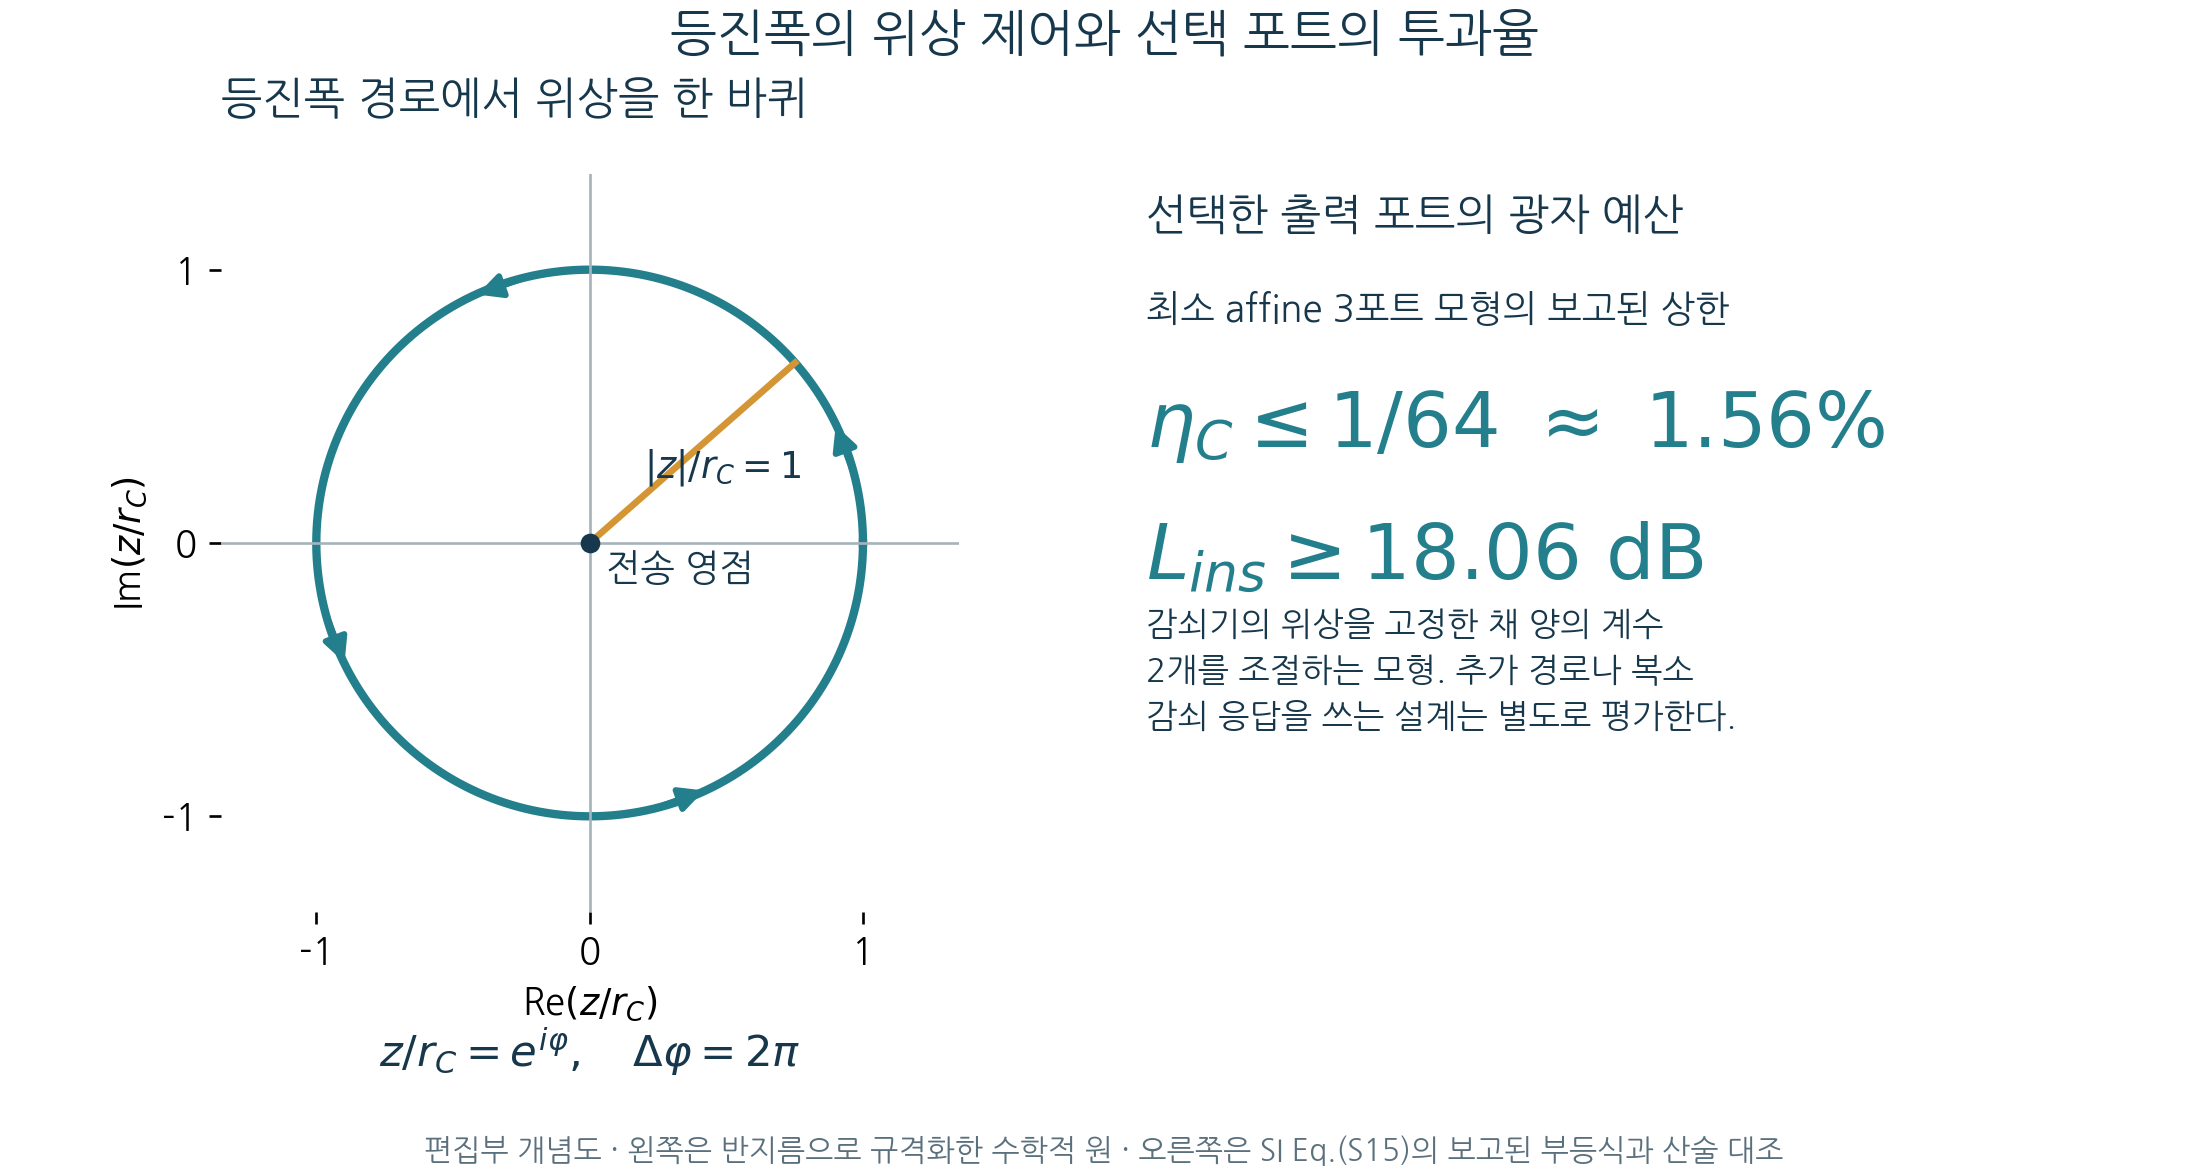 등진폭의 위상 제어와 선택 포트의 투과율
등진폭 경로에서 위상을 한 바퀴
1
0
-1
Im(z/r_C)
|z|/r_C = 1
전송 영점
-1
0
1
Re(z/r_C)
z/r_C = e^{iφ}, Δφ = 2π
선택한 출력 포트의 광자 예산
최소 affine 3포트 모형의 보고된 상한
η_C ≤ 1/64 ≈ 1.56%
L_{ins} ≥ 18.06 dB
감쇠기의 위상을 고정한 채 양의 계수
2개를 조절하는 모형. 추가 경로나 복소
감쇠 응답을 쓰는 설계는 별도로 평가한다.
편집부 개념도 · 왼쪽은 반지름으로 규격화한 수학적 원 · 오른쪽은 SI Eq.(S15)의 보고된 부등식과 산술 대조